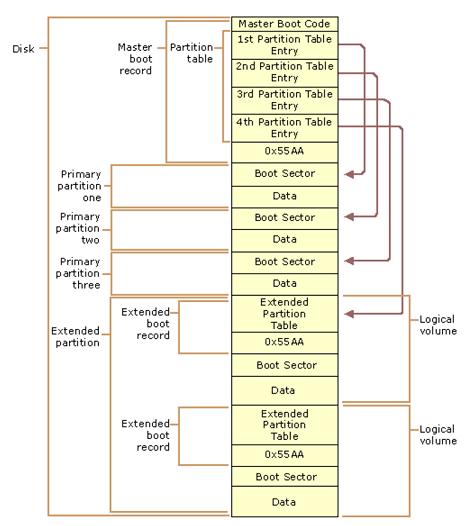 Master Boot Code
Disk
Master
boot
record
Partition
table
1st Partition Table
Entry
2nd Partition Table
Entry
3rd Partition Table
Entry
4th Partition Table
Entry
0x55AA
Primary
partition
one
Boot Sector
Data
Primary
partition
two
Boot Sector
Data
Primary
partition
three
Boot Sector
Data
Extended
partition
Extended
boot
record
Extended
Partition
Table
0x55AA
Boot Sector
Data
Logical
volume
Extended
boot
record
Extended
Partition
Table
0x55AA
Boot Sector
Data
Logical
volume